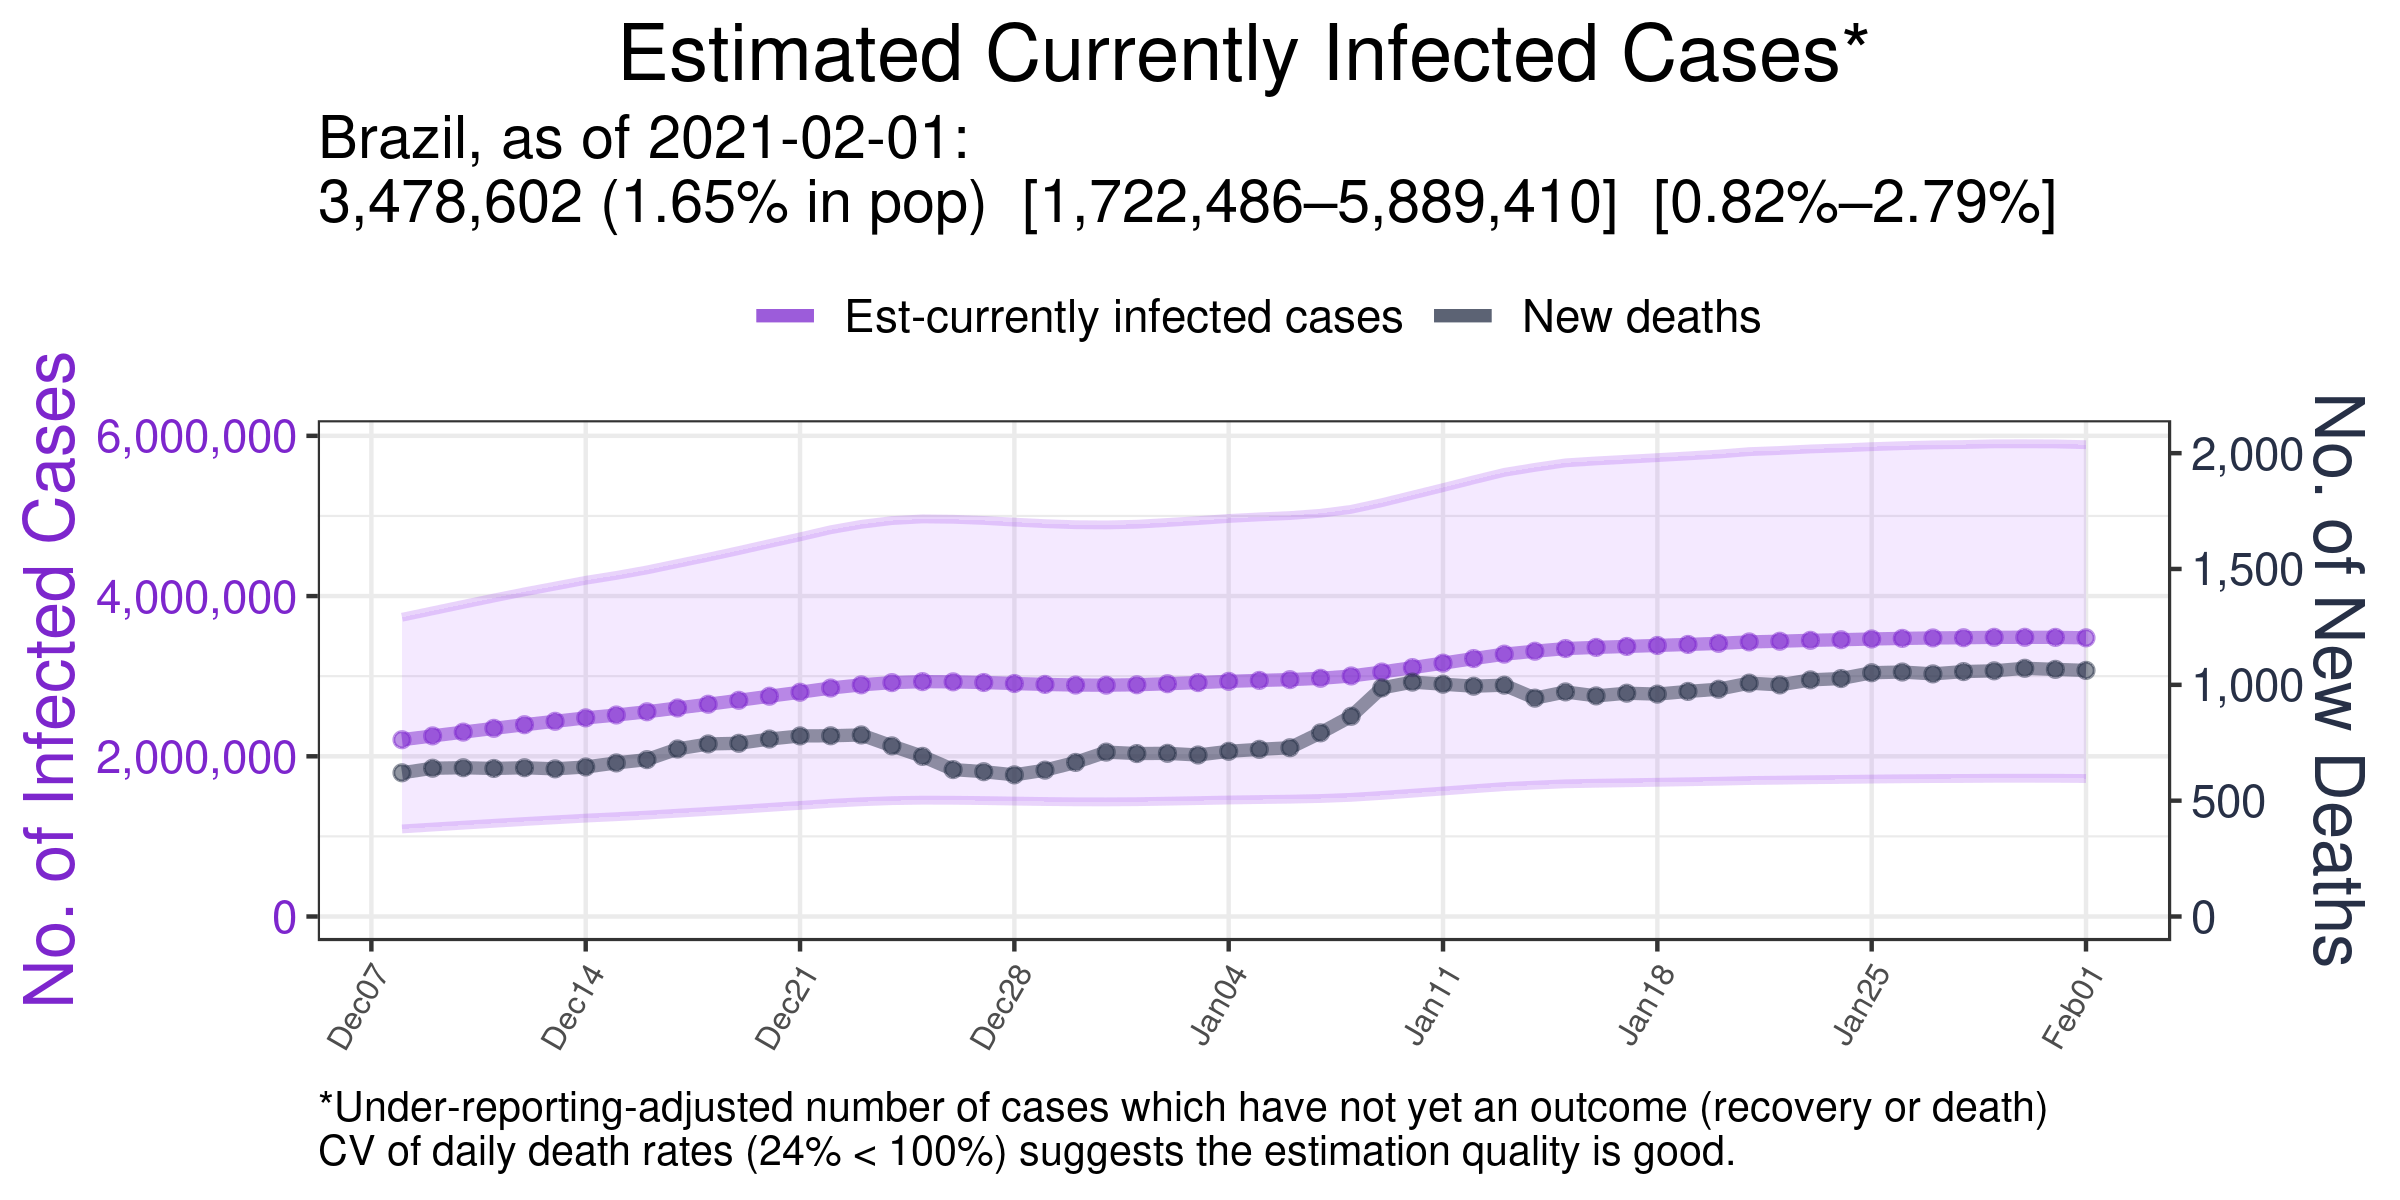 Estimated Currently Infected Cases*
Brazil, as of 2021-02-01:
3,478,602 (1.65% in pop)  [1,722,486–5,889,410]  [0.82%–2.79%]
Est-currently infected cases
New deaths
No. of Infected Cases
6,000,000
4,000,000
2,000,000
0
No. of New Deaths
2,000
1,500
1,000
500
0
Dec07
Dec14
Dec21
Dec28
Jan04
Jan11
Jan18
Jan25
Feb01
*Under-reporting-adjusted number of cases which have not yet an outcome (recovery or death)
CV of daily death rates (24% < 100%) suggests the estimation quality is good.